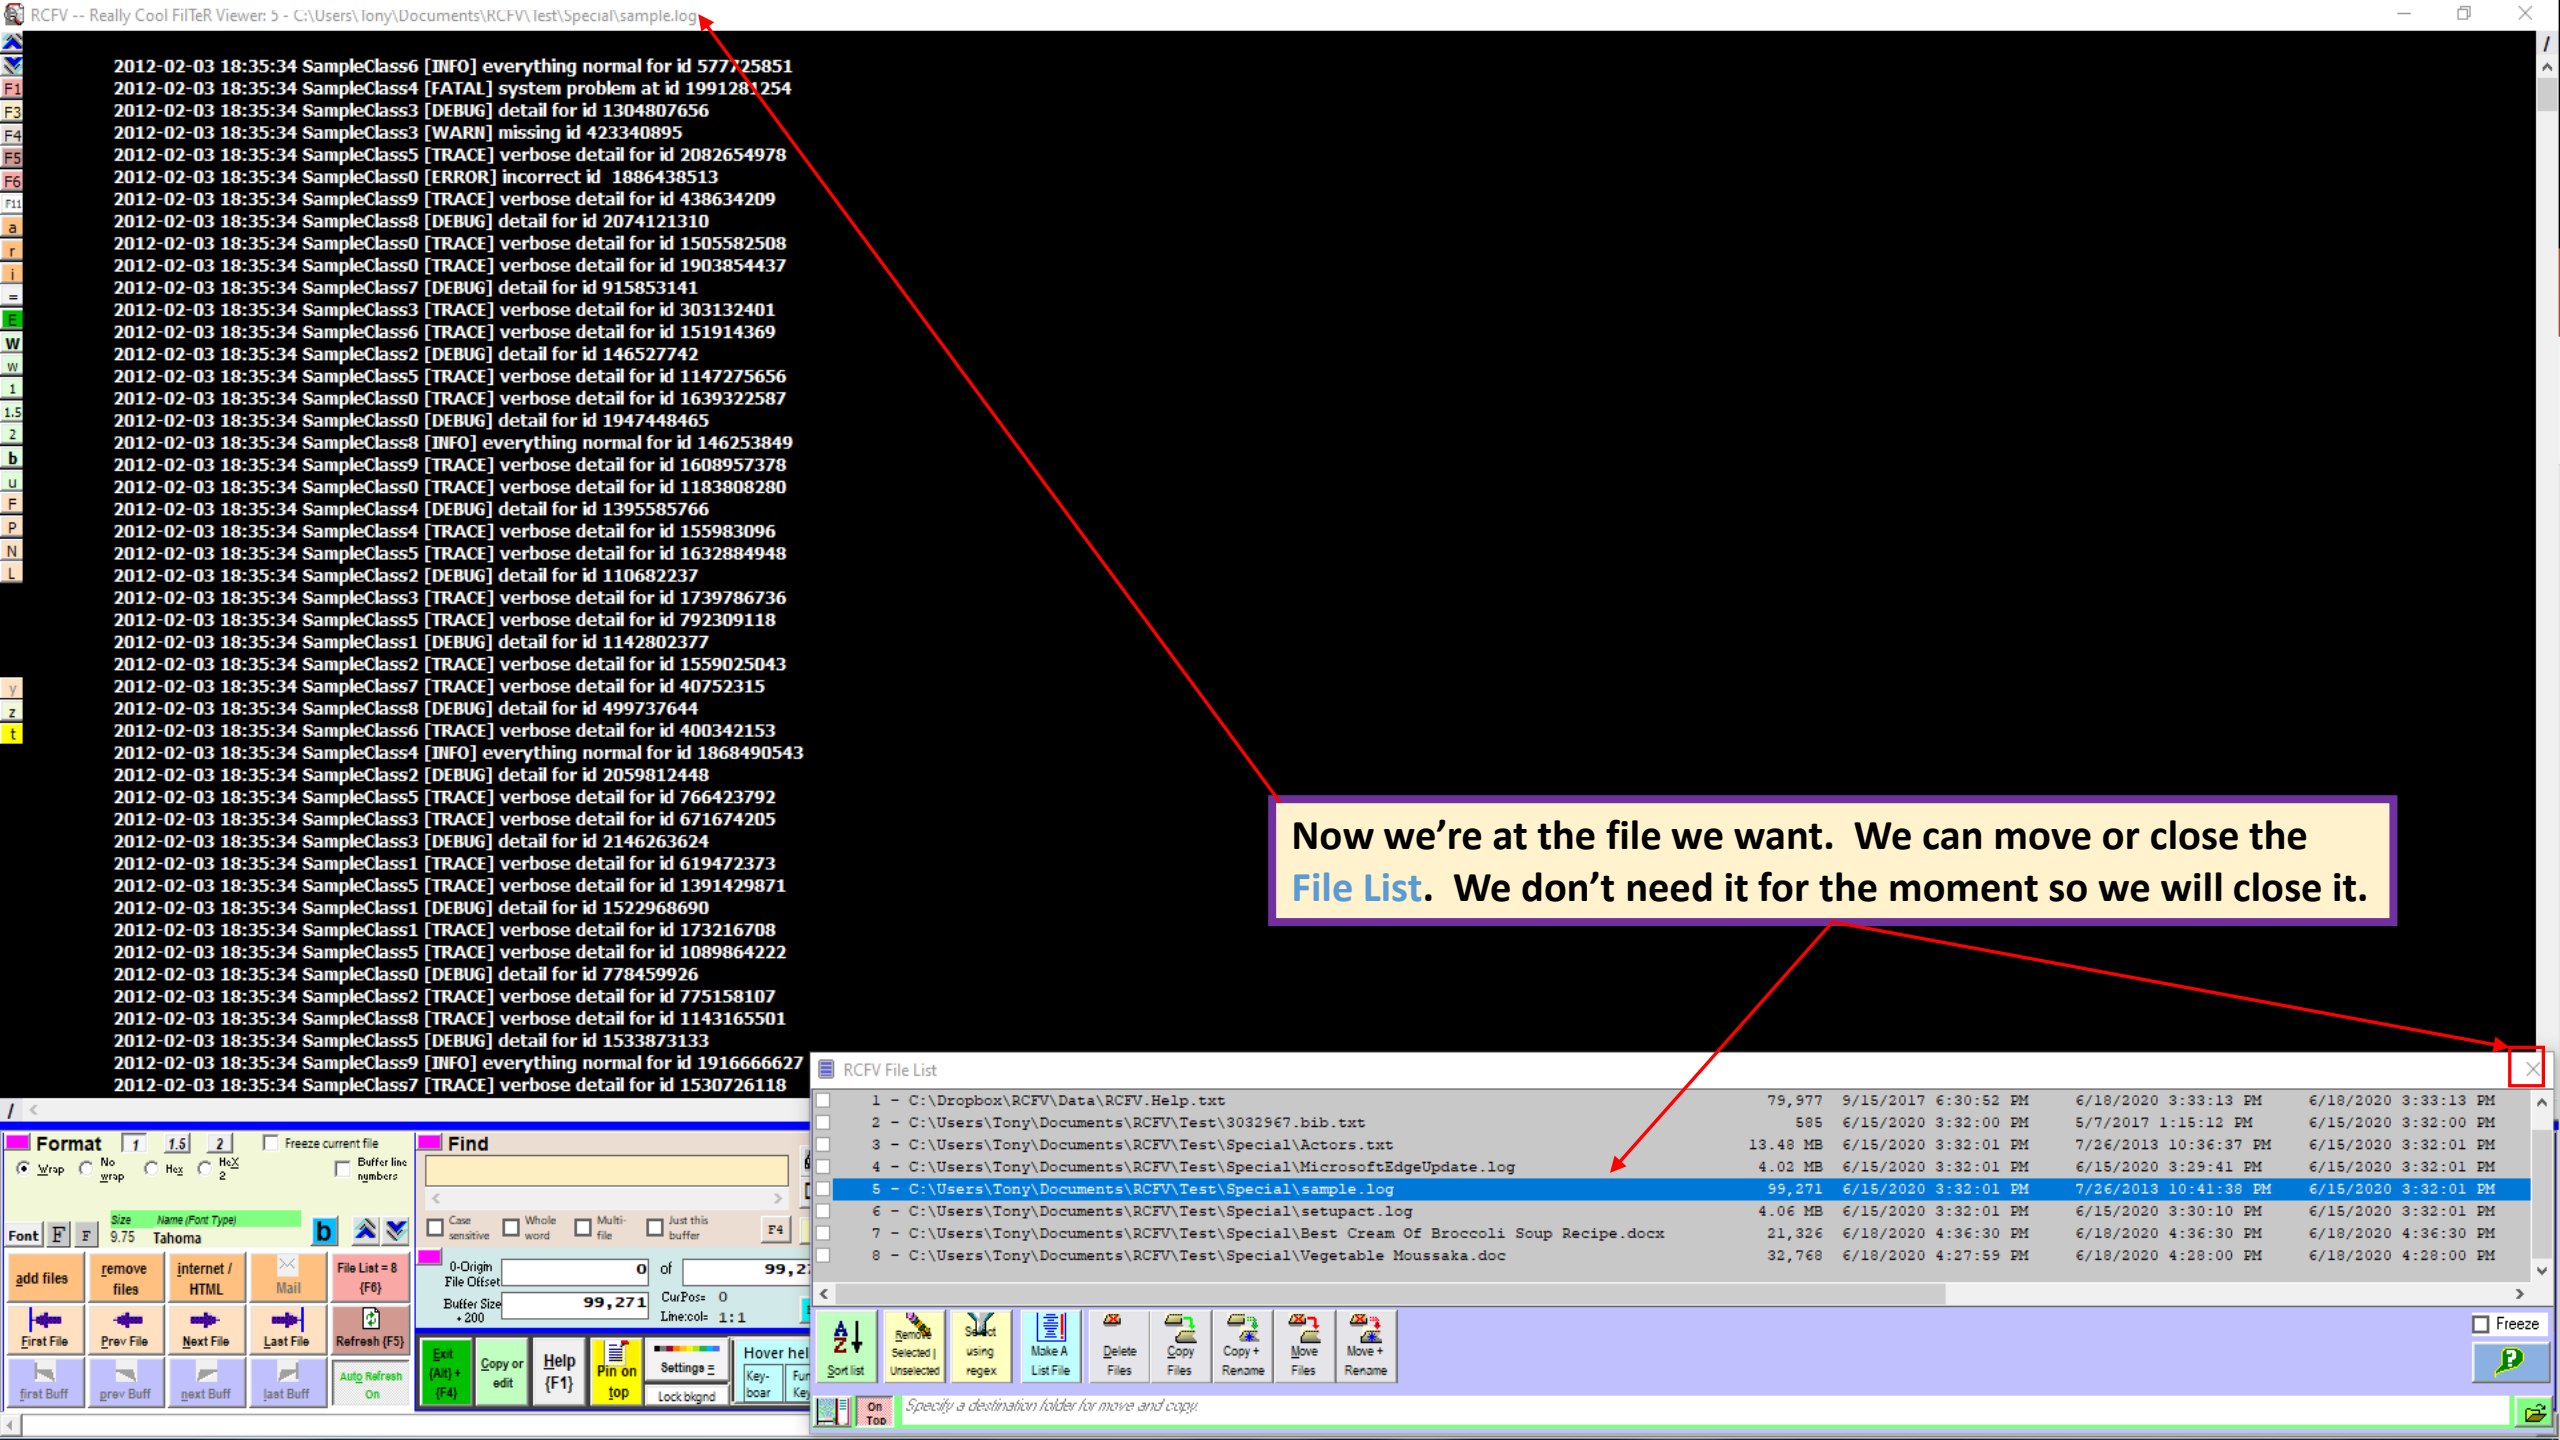 RCFV -- Really Cool FilTeR Viewer: 5 - C:\Users\Tony\Documents\RCFV\Test\Special\sample.log
2012-02-03 18:35:34 SampleClass6 [INFO] everything normal for id 577725851
2012-02-03 18:35:34 SampleClass4 [FATAL] system problem at id 1991281254
2012-02-03 18:35:34 SampleClass3 [DEBUG] detail for id 1304807656
2012-02-03 18:35:34 SampleClass3 [WARN] missing id 423340895
2012-02-03 18:35:34 SampleClass5 [TRACE] verbose detail for id 2082654978
2012-02-03 18:35:34 SampleClass0 [ERROR] incorrect id  1886438513
2012-02-03 18:35:34 SampleClass9 [TRACE] verbose detail for id 438634209
2012-02-03 18:35:34 SampleClass8 [DEBUG] detail for id 2074121310
2012-02-03 18:35:34 SampleClass0 [TRACE] verbose detail for id 1505582508
2012-02-03 18:35:34 SampleClass0 [TRACE] verbose detail for id 1903854437
2012-02-03 18:35:34 SampleClass7 [DEBUG] detail for id 915853141
2012-02-03 18:35:34 SampleClass3 [TRACE] verbose detail for id 303132401
2012-02-03 18:35:34 SampleClass6 [TRACE] verbose detail for id 151914369
2012-02-03 18:35:34 SampleClass2 [DEBUG] detail for id 146527742
2012-02-03 18:35:34 SampleClass5 [TRACE] verbose detail for id 1147275656
2012-02-03 18:35:34 SampleClass0 [TRACE] verbose detail for id 1639322587
2012-02-03 18:35:34 SampleClass0 [DEBUG] detail for id 1947448465
2012-02-03 18:35:34 SampleClass8 [INFO] everything normal for id 146253849
2012-02-03 18:35:34 SampleClass9 [TRACE] verbose detail for id 1608957378
2012-02-03 18:35:34 SampleClass0 [TRACE] verbose detail for id 1183808280
2012-02-03 18:35:34 SampleClass4 [DEBUG] detail for id 1395585766
2012-02-03 18:35:34 SampleClass4 [TRACE] verbose detail for id 155983096
2012-02-03 18:35:34 SampleClass5 [TRACE] verbose detail for id 1632884948
2012-02-03 18:35:34 SampleClass2 [DEBUG] detail for id 110682237
2012-02-03 18:35:34 SampleClass3 [TRACE] verbose detail for id 1739786736
2012-02-03 18:35:34 SampleClass5 [TRACE] verbose detail for id 792309118
2012-02-03 18:35:34 SampleClass1 [DEBUG] detail for id 1142802377
2012-02-03 18:35:34 SampleClass2 [TRACE] verbose detail for id 1559025043
2012-02-03 18:35:34 SampleClass7 [TRACE] verbose detail for id 40752315
2012-02-03 18:35:34 SampleClass8 [DEBUG] detail for id 499737644
2012-02-03 18:35:34 SampleClass6 [TRACE] verbose detail for id 400342153
2012-02-03 18:35:34 SampleClass4 [INFO] everything normal for id 1868490543
2012-02-03 18:35:34 SampleClass2 [DEBUG] detail for id 2059812448
2012-02-03 18:35:34 SampleClass5 [TRACE] verbose detail for id 766423792
2012-02-03 18:35:34 SampleClass3 [TRACE] verbose detail for id 671674205
2012-02-03 18:35:34 SampleClass3 [DEBUG] detail for id 2146263624
2012-02-03 18:35:34 SampleClass1 [TRACE] verbose detail for id 619472373
2012-02-03 18:35:34 SampleClass5 [TRACE] verbose detail for id 1391429871
2012-02-03 18:35:34 SampleClass1 [DEBUG] detail for id 1522968690
2012-02-03 18:35:34 SampleClass1 [TRACE] verbose detail for id 173216708
2012-02-03 18:35:34 SampleClass5 [TRACE] verbose detail for id 1089864222
2012-02-03 18:35:34 SampleClass0 [DEBUG] detail for id 778459926
2012-02-03 18:35:34 SampleClass2 [TRACE] verbose detail for id 775158107
2012-02-03 18:35:34 SampleClass8 [TRACE] verbose detail for id 1143165501
2012-02-03 18:35:34 SampleClass5 [DEBUG] detail for id 1533873133
2012-02-03 18:35:34 SampleClass9 [INFO] everything normal for id 1916666627
2012-02-03 18:35:34 SampleClass7 [TRACE] verbose detail for id 1530726118
F1
F3
F4
F5
F6
F11
a
r
i
=
E
W
w
1
1.5
2
b
u
F
P
N
L
y
z
t
/
/
Now we’re at the file we want.  We can move or close the
File List.  We don’t need it for the moment so we will close it.
Format 1 1.5 2 Freeze current file
Wrap No wrap Hex HeX 2 Buffer line numbers
Size Name (Font Type)
Font F F 9.75 Tahoma b
add files
remove files
internet / HTML
Mail
File List = 8 {F6}
First File
Prev File
Next File
Last File
Refresh {F5}
first Buff
prev Buff
next Buff
last Buff
Auto Refresh On
Find
Case sensitive
Whole word
Multi-file
Just this buffer
F4
0-Origin File Offset 0 of 99,27
Buffer Size + 200 99,271 CurPos= 0
Line:col= 1:1
Exit {Alt} + {F4}
Copy or edit
Help {F1}
Pin on top
Settings =
Lock bkgnd
Hover hel
Key-boar
Fun Key
RCFV File List
1 - C:\Dropbox\RCFV\Data\RCFV.Help.txt 79,977 9/15/2017 6:30:52 PM 6/18/2020 3:33:13 PM 6/18/2020 3:33:13 PM
2 - C:\Users\Tony\Documents\RCFV\Test\3032967.bib.txt 585 6/15/2020 3:32:00 PM 5/7/2017 1:15:12 PM 6/15/2020 3:32:00 PM
3 - C:\Users\Tony\Documents\RCFV\Test\Special\Actors.txt 13.48 MB 6/15/2020 3:32:01 PM 7/26/2013 10:36:37 PM 6/15/2020 3:32:01 PM
4 - C:\Users\Tony\Documents\RCFV\Test\Special\MicrosoftEdgeUpdate.log 4.02 MB 6/15/2020 3:32:01 PM 6/15/2020 3:29:41 PM 6/15/2020 3:32:01 PM
5 - C:\Users\Tony\Documents\RCFV\Test\Special\sample.log 99,271 6/15/2020 3:32:01 PM 7/26/2013 10:41:38 PM 6/15/2020 3:32:01 PM
6 - C:\Users\Tony\Documents\RCFV\Test\Special\setupact.log 4.06 MB 6/15/2020 3:32:01 PM 6/15/2020 3:30:10 PM 6/15/2020 3:32:01 PM
7 - C:\Users\Tony\Documents\RCFV\Test\Special\Best Cream Of Broccoli Soup Recipe.docx 21,326 6/18/2020 4:36:30 PM 6/18/2020 4:36:30 PM 6/18/2020 4:36:30 PM
8 - C:\Users\Tony\Documents\RCFV\Test\Special\Vegetable Moussaka.doc 32,768 6/18/2020 4:27:59 PM 6/18/2020 4:28:00 PM 6/18/2020 4:28:00 PM
Sort list
Remove Selected | Unselected
Select using regex
Make A List File
Delete Files
Copy Files
Copy + Rename
Move Files
Move + Rename
Freeze
On Top
Specify a destination folder for move and copy.